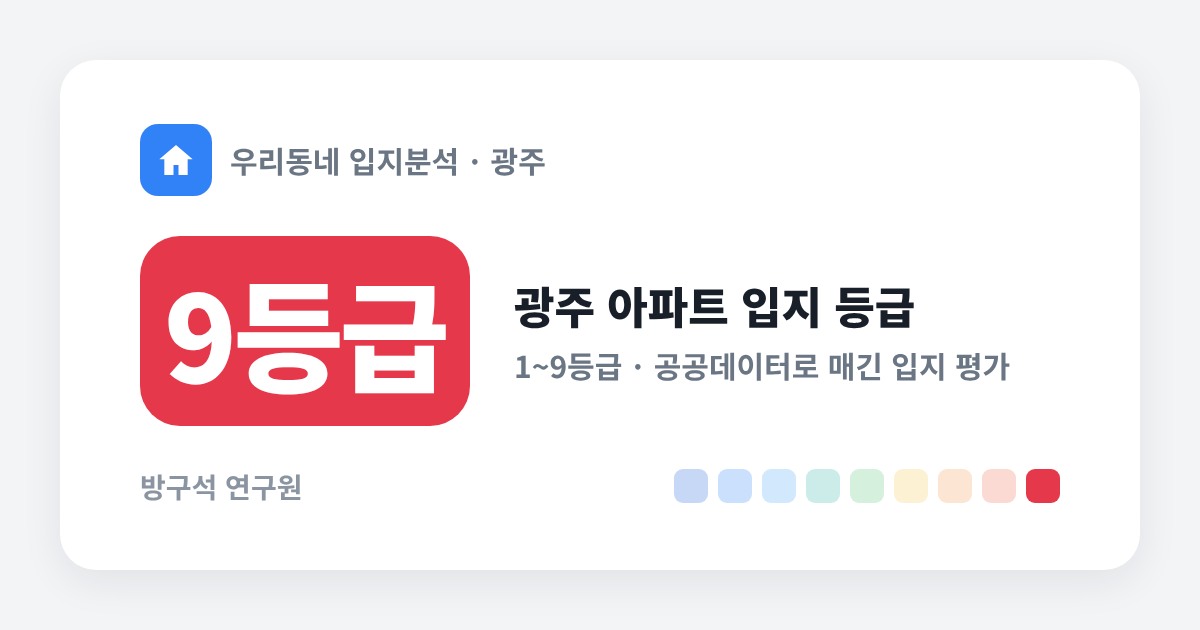 우리동네 입지분석 · 광주
9등급
광주 아파트 입지 등급
1~9등급 · 공공데이터로 매긴 입지 평가
방구석 연구원